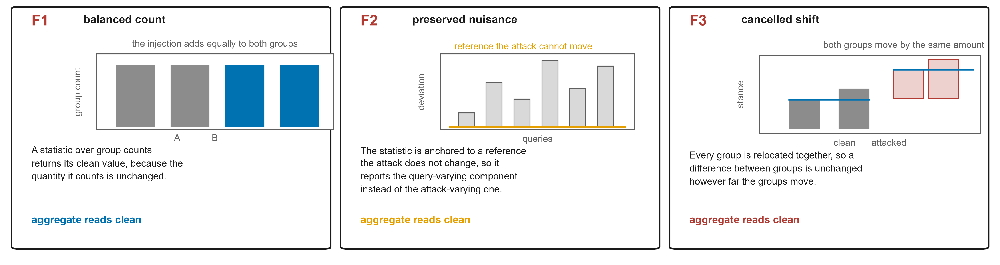 F1 balanced count
the injection adds equally to both groups
group count
A B
A statistic over group counts
returns its clean value, because the
quantity it counts is unchanged.
aggregate reads clean
F2 preserved nuisance
reference the attack cannot move
deviation
queries
The statistic is anchored to a reference
the attack does not change, so it
reports the query-varying component
instead of the attack-varying one.
aggregate reads clean
F3 cancelled shift
both groups move by the same amount
stance
clean attacked
Every group is relocated together, so a
difference between groups is unchanged
however far the groups move.
aggregate reads clean